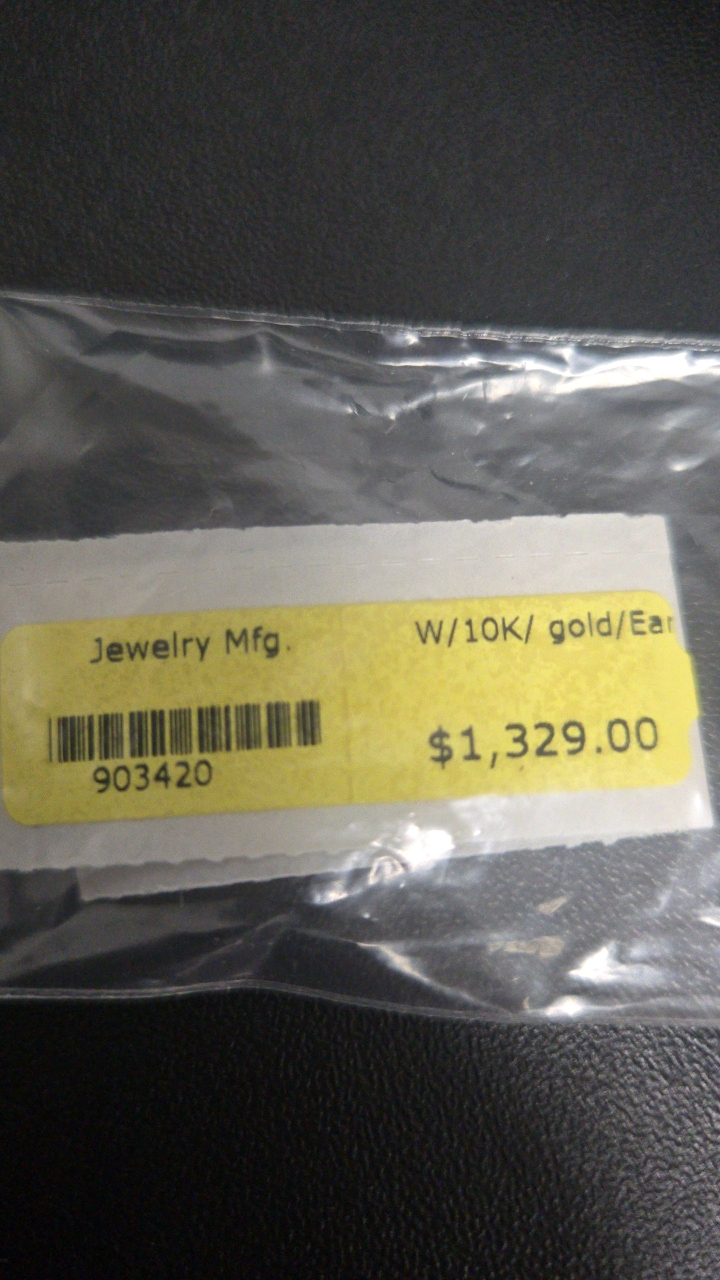 Jewelry Mfg.
903420
W/10K/ gold/Ear
$1,329.00